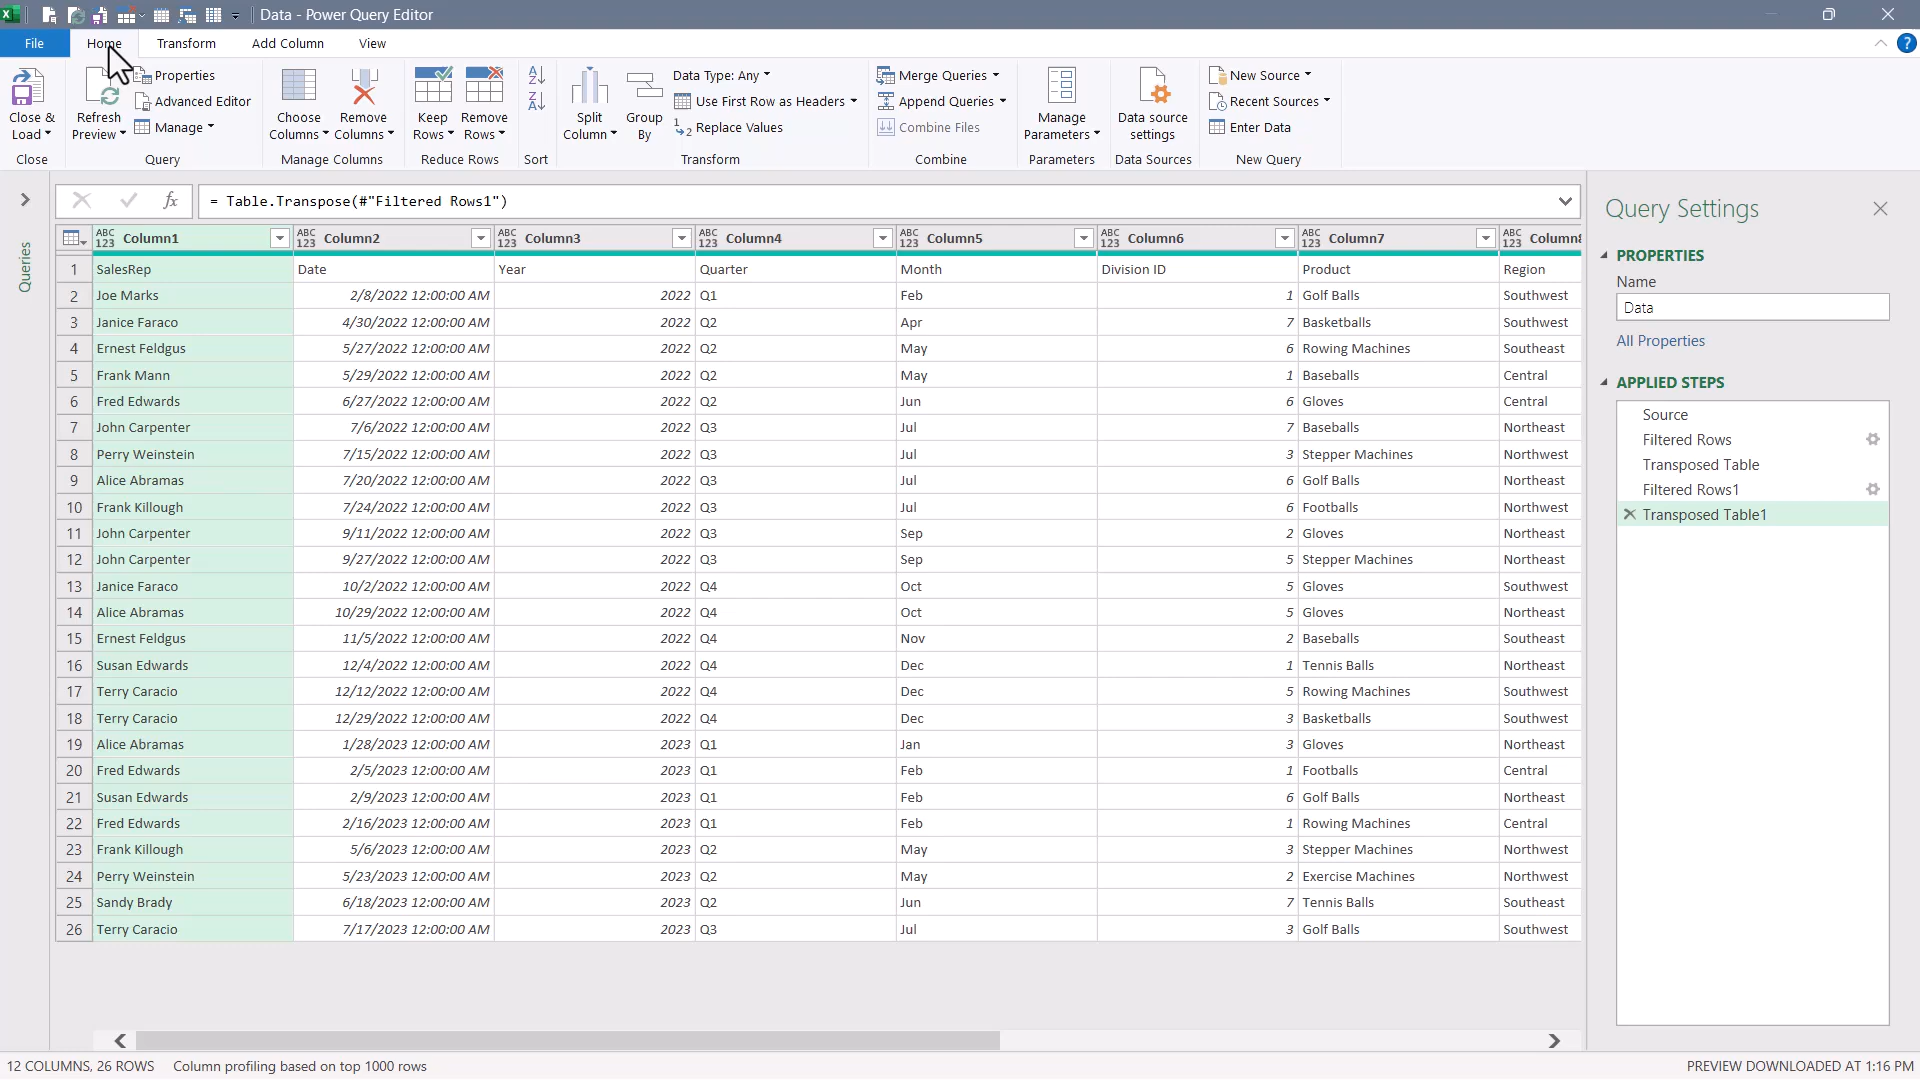 Data - Power Query Editor
File Home Transform Add Column View
Close & Load
Close
Refresh Preview
Properties
Advanced Editor
Manage
Query
Choose Columns
Remove Columns
Manage Columns
Keep Rows
Remove Rows
Reduce Rows
Sort
Split Column
Group By
Data Type: Any
Use First Row as Headers
Replace Values
Transform
Merge Queries
Append Queries
Combine Files
Combine
Manage Parameters
Parameters
Data source settings
Data Sources
New Source
Recent Sources
Enter Data
New Query
Queries
fx = Table.Transpose(#"Filtered Rows1")
ABC 123 Column1 ABC 123 Column2 ABC 123 Column3 ABC 123 Column4 ABC 123 Column5 ABC 123 Column6 ABC 123 Column7 ABC 123 Column8
1 SalesRep Date Year Quarter Month Division ID Product Region
2 Joe Marks 2/8/2022 12:00:00 AM 2022 Q1 Feb 1 Golf Balls Southwest
3 Janice Faraco 4/30/2022 12:00:00 AM 2022 Q2 Apr 7 Basketballs Southwest
4 Ernest Feldgus 5/27/2022 12:00:00 AM 2022 Q2 May 6 Rowing Machines Southeast
5 Frank Mann 5/29/2022 12:00:00 AM 2022 Q2 May 1 Baseballs Central
6 Fred Edwards 6/27/2022 12:00:00 AM 2022 Q2 Jun 6 Gloves Central
7 John Carpenter 7/6/2022 12:00:00 AM 2022 Q3 Jul 7 Baseballs Northeast
8 Perry Weinstein 7/15/2022 12:00:00 AM 2022 Q3 Jul 3 Stepper Machines Northwest
9 Alice Abramas 7/20/2022 12:00:00 AM 2022 Q3 Jul 6 Golf Balls Northeast
10 Frank Killough 7/24/2022 12:00:00 AM 2022 Q3 Jul 6 Footballs Northwest
11 John Carpenter 9/11/2022 12:00:00 AM 2022 Q3 Sep 2 Gloves Northeast
12 John Carpenter 9/27/2022 12:00:00 AM 2022 Q3 Sep 5 Stepper Machines Northeast
13 Janice Faraco 10/2/2022 12:00:00 AM 2022 Q4 Oct 5 Gloves Southwest
14 Alice Abramas 10/29/2022 12:00:00 AM 2022 Q4 Oct 5 Gloves Northeast
15 Ernest Feldgus 11/5/2022 12:00:00 AM 2022 Q4 Nov 2 Baseballs Southeast
16 Susan Edwards 12/4/2022 12:00:00 AM 2022 Q4 Dec 1 Tennis Balls Northeast
17 Terry Caracio 12/12/2022 12:00:00 AM 2022 Q4 Dec 5 Rowing Machines Southwest
18 Terry Caracio 12/29/2022 12:00:00 AM 2022 Q4 Dec 3 Basketballs Southwest
19 Alice Abramas 1/28/2023 12:00:00 AM 2023 Q1 Jan 3 Gloves Northeast
20 Fred Edwards 2/5/2023 12:00:00 AM 2023 Q1 Feb 1 Footballs Central
21 Susan Edwards 2/9/2023 12:00:00 AM 2023 Q1 Feb 6 Golf Balls Northeast
22 Fred Edwards 2/16/2023 12:00:00 AM 2023 Q1 Feb 1 Rowing Machines Central
23 Frank Killough 5/6/2023 12:00:00 AM 2023 Q2 May 3 Stepper Machines Northwest
24 Perry Weinstein 5/23/2023 12:00:00 AM 2023 Q2 May 2 Exercise Machines Northwest
25 Sandy Brady 6/18/2023 12:00:00 AM 2023 Q2 Jun 7 Tennis Balls Southeast
26 Terry Caracio 7/17/2023 12:00:00 AM 2023 Q3 Jul 3 Golf Balls Southwest
Query Settings
PROPERTIES
Name
Data
All Properties
APPLIED STEPS
Source
Filtered Rows
Transposed Table
Filtered Rows1
Transposed Table1
12 COLUMNS, 26 ROWS Column profiling based on top 1000 rows PREVIEW DOWNLOADED AT 1:16 PM